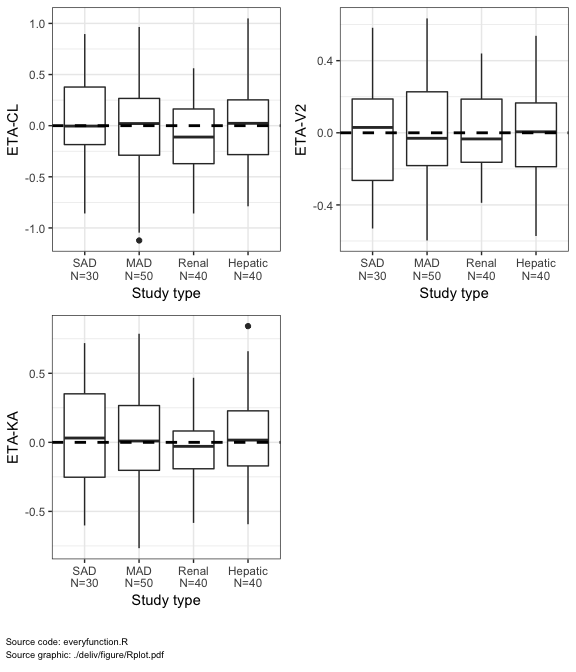 ETA-CL
1.0
0.5
0.0
-0.5
-1.0
SAD MAD Renal Hepatic
N=30 N=50 N=40 N=40
Study type
ETA-V2
0.4
0.0
-0.4
SAD MAD Renal Hepatic
N=30 N=50 N=40 N=40
Study type
ETA-KA
0.5
0.0
-0.5
SAD MAD Renal Hepatic
N=30 N=50 N=40 N=40
Study type
Source code: everyfunction.R
Source graphic: ./deliv/figure/Rplot.pdf